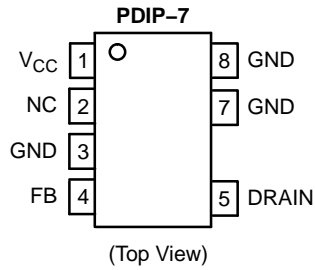 PDIP–7
VCC 1 8 GND
NC 2 7 GND
GND 3
FB 4 5 DRAIN
(Top View)